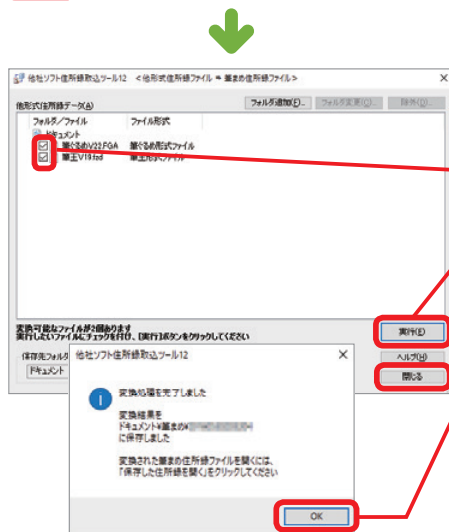 他社ソフト住所録取込ツール12 <他形式住所録ファイル ⇒ 筆まめ住所録ファイル>
他形式住所録データ(A)
フォルダ追加(F)...
フォルダ変更(C)...
除外(O)...
フォルダ/ファイル ファイル形式
ドキュメント
筆ぐるめV22.FGA 筆ぐるめ形式ファイル
筆王V19.fzd 筆王形式ファイル
変換可能なファイルが2個あります
実行したいファイルにチェックを付け、[実行]ボタンをクリックしてください
実行(E)
保存先フォルダ
ヘルプ(H)
ドキュメント
閉じる
他社ソフト住所録取込ツール12
変換処理を完了しました
変換結果を
ドキュメント¥筆まめ¥
に保存しました
変換された筆まめ住所録ファイルを開くには、
「保存した住所録を開く」をクリックしてください
OK